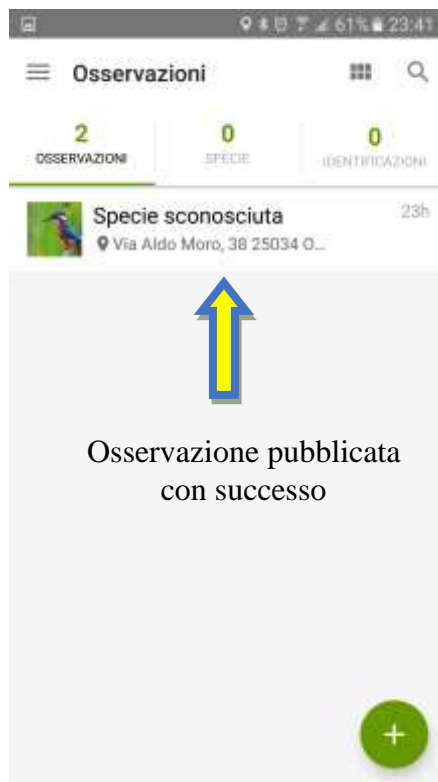 61% 23:41
Osservazioni
2 0 0
OSSERVAZIONI SPECIE IDENTIFICAZIONI
Specie sconosciuta 23h
Via Aldo Moro, 38 25034 O...
Osservazione pubblicata
con successo
+